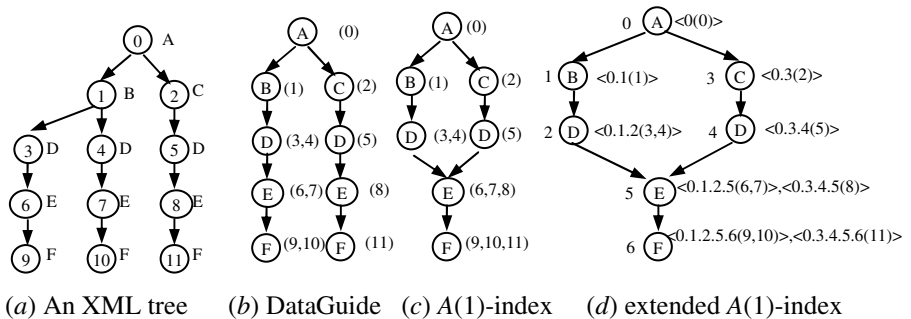 0 A
1 B
2 C
3 D
4 D
5 D
6 E
7 E
8 E
9 F
10 F
11 F
(a) An XML tree
A (0)
B (1)
C (2)
D (3,4)
D (5)
E (6,7)
E (8)
F (9,10)
F (11)
(b) DataGuide
A (0)
B (1)
C (2)
D (3,4)
D (5)
E (6,7,8)
F (9,10,11)
(c) A(1)-index
0 A <0(0)>
1 B <0.1(1)>
3 C <0.3(2)>
2 D <0.1.2(3,4)>
4 D <0.3.4(5)>
5 E <0.1.2.5(6,7)>,<0.3.4.5(8)>
6 F <0.1.2.5.6(9,10)>,<0.3.4.5.6(11)>
(d) extended A(1)-index